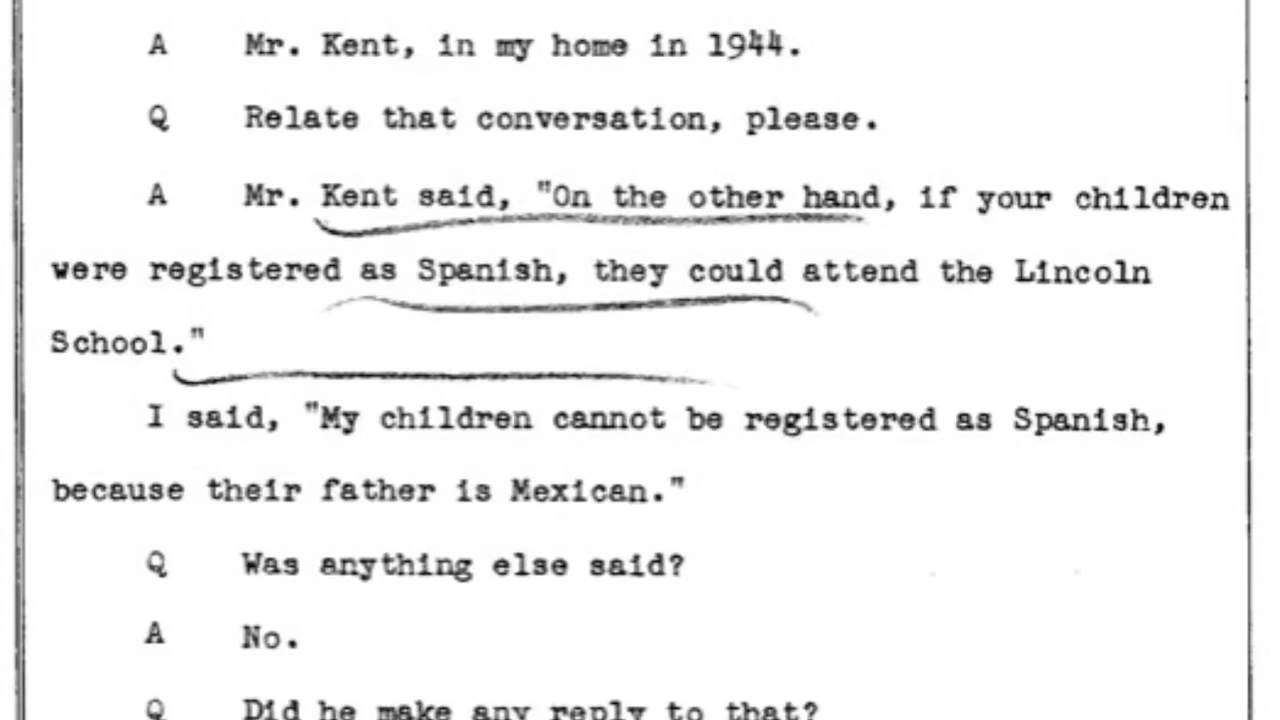 A Mr. Kent, in my home in 1944.
Q Relate that conversation, please.
A Mr. Kent said, "On the other hand, if your children
were registered as Spanish, they could attend the Lincoln
School."
I said, "My children cannot be registered as Spanish,
because their father is Mexican."
Q Was anything else said?
A No.
Q Did he make any reply to that?